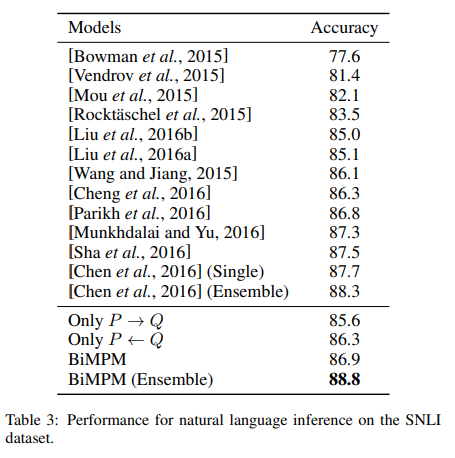 Models Accuracy
[Bowman et al., 2015] 77.6
[Vendrov et al., 2015] 81.4
[Mou et al., 2015] 82.1
[Rocktäschel et al., 2015] 83.5
[Liu et al., 2016b] 85.0
[Liu et al., 2016a] 85.1
[Wang and Jiang, 2015] 86.1
[Cheng et al., 2016] 86.3
[Parikh et al., 2016] 86.8
[Munkhdalai and Yu, 2016] 87.3
[Sha et al., 2016] 87.5
[Chen et al., 2016] (Single) 87.7
[Chen et al., 2016] (Ensemble) 88.3
Only P → Q 85.6
Only P ← Q 86.3
BiMPM 86.9
BiMPM (Ensemble) 88.8
Table 3: Performance for natural language inference on the SNLI
dataset.